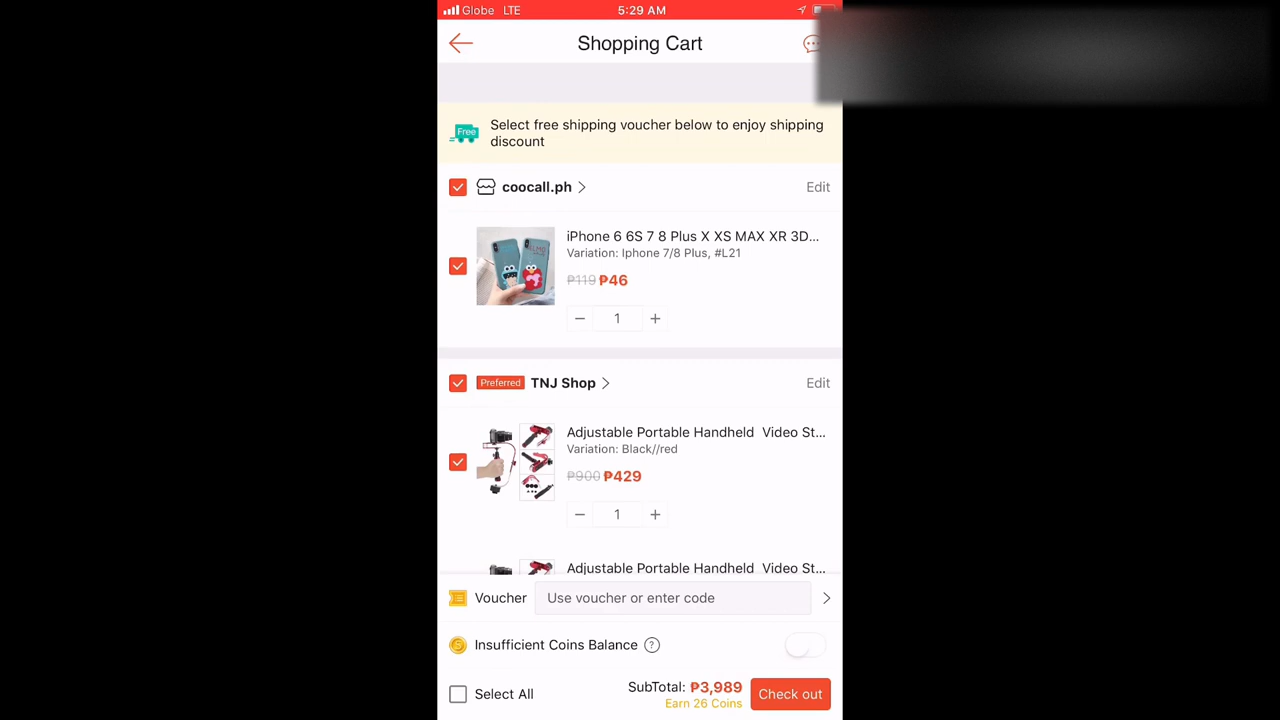 Globe LTE 5:29 AM
Shopping Cart
Free
Select free shipping voucher below to enjoy shipping
discount
coocall.ph
Edit
iPhone 6 6S 7 8 Plus X XS MAX XR 3D...
Variation: Iphone 7/8 Plus, #L21
₱119 ₱46
− 1 +
Preferred TNJ Shop
Edit
Adjustable Portable Handheld Video St...
Variation: Black//red
₱900 ₱429
− 1 +
Adjustable Portable Handheld Video St...
Voucher Use voucher or enter code
Insufficient Coins Balance ?
Select All
SubTotal: ₱3,989
Earn 26 Coins
Check out